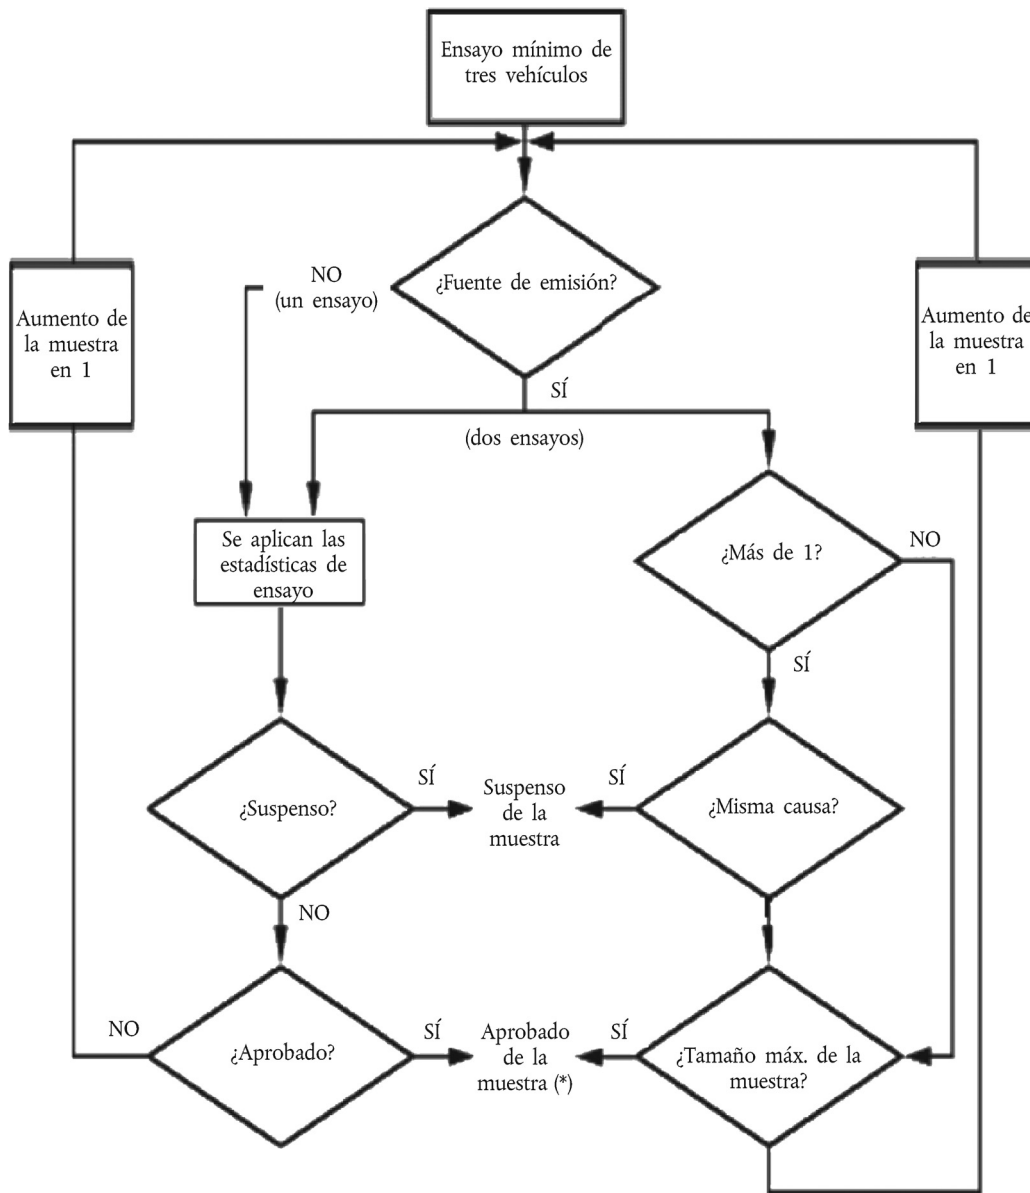 Ensayo mínimo de
tres vehículos
¿Fuente de emisión?
NO
(un ensayo)
Aumento de
la muestra
en 1
Aumento de
la muestra
en 1
SÍ
(dos ensayos)
Se aplican las
estadísticas de
ensayo
¿Más de 1?
NO
SÍ
¿Suspenso?
SÍ
Suspenso
de la
muestra
SÍ
¿Misma causa?
NO
NO
¿Aprobado?
SÍ
Aprobado
de la
muestra (*)
SÍ
¿Tamaño máx. de la
muestra?